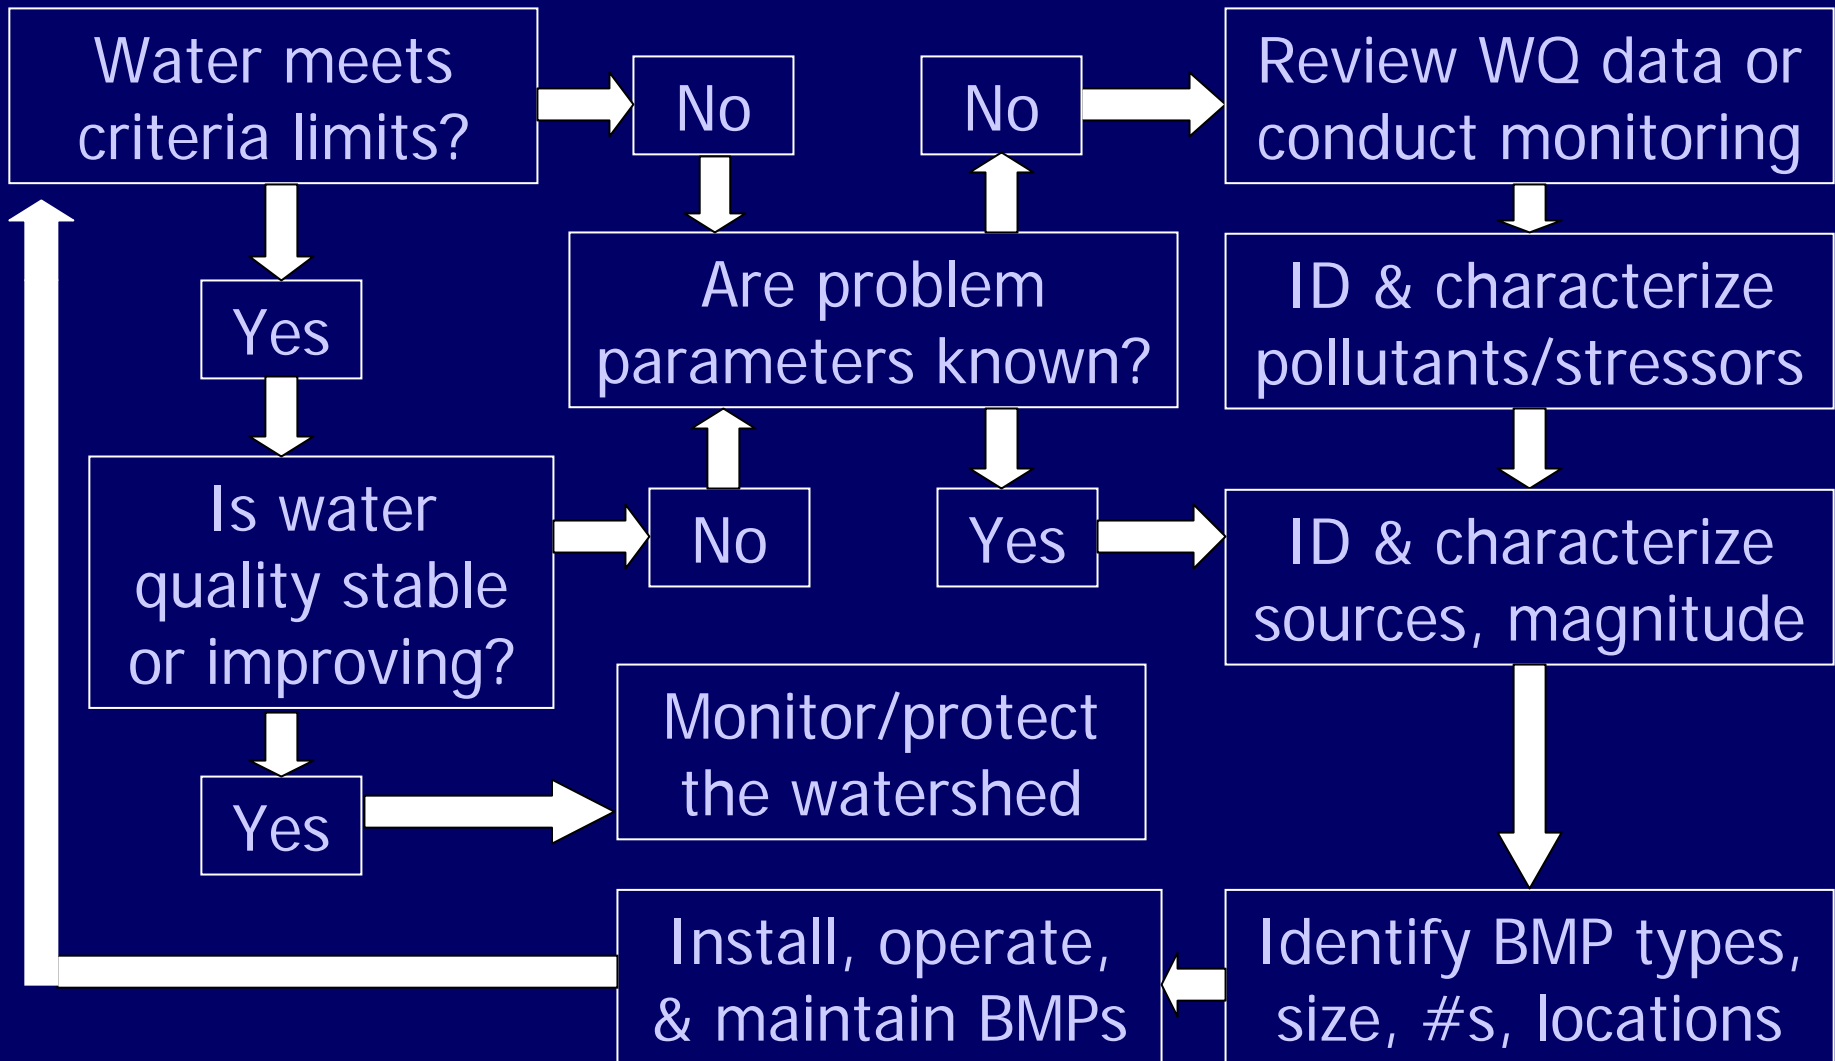 Water meets
criteria limits?
No
No
Review WQ data or
conduct monitoring
Yes
Are problem
parameters known?
ID & characterize
pollutants/stressors
Is water
quality stable
or improving?
No
Yes
ID & characterize
sources, magnitude
Monitor/protect
the watershed
Yes
Install, operate,
& maintain BMPs
Identify BMP types,
size, #s, locations